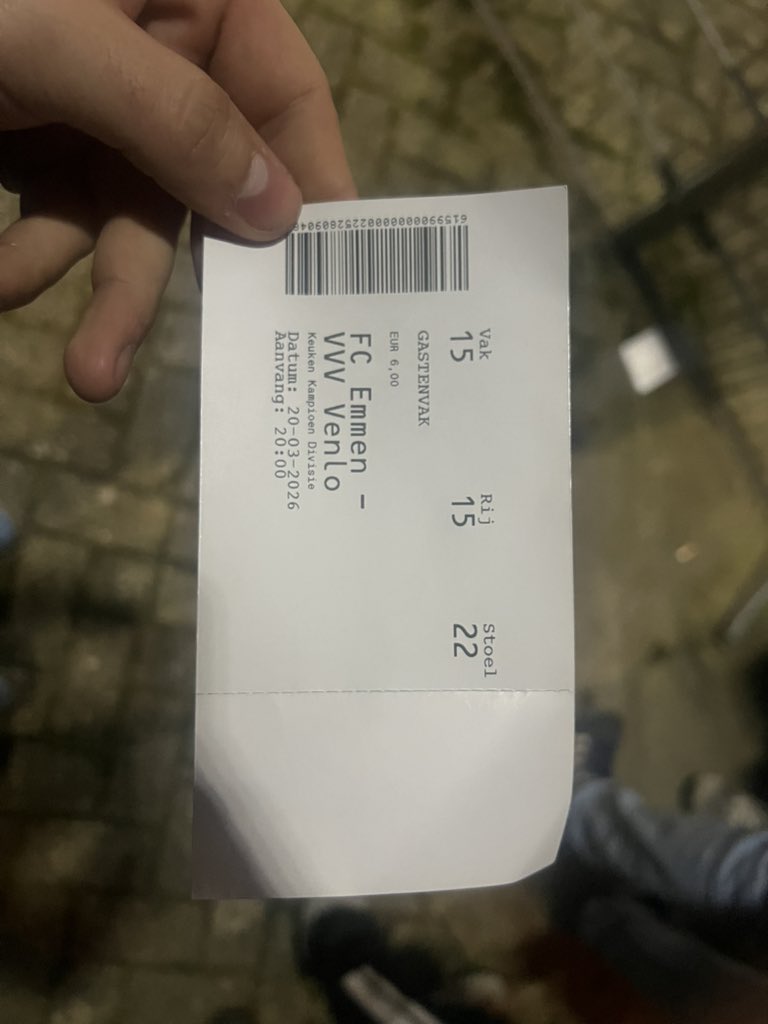 Vak Rij Stoel
15 15 22
GASTENVAK
EUR 6,00
FC Emmen -
VVV Venlo
Keuken Kampioen Divisie
Datum: 20-03-2026
Aanvang: 20:00